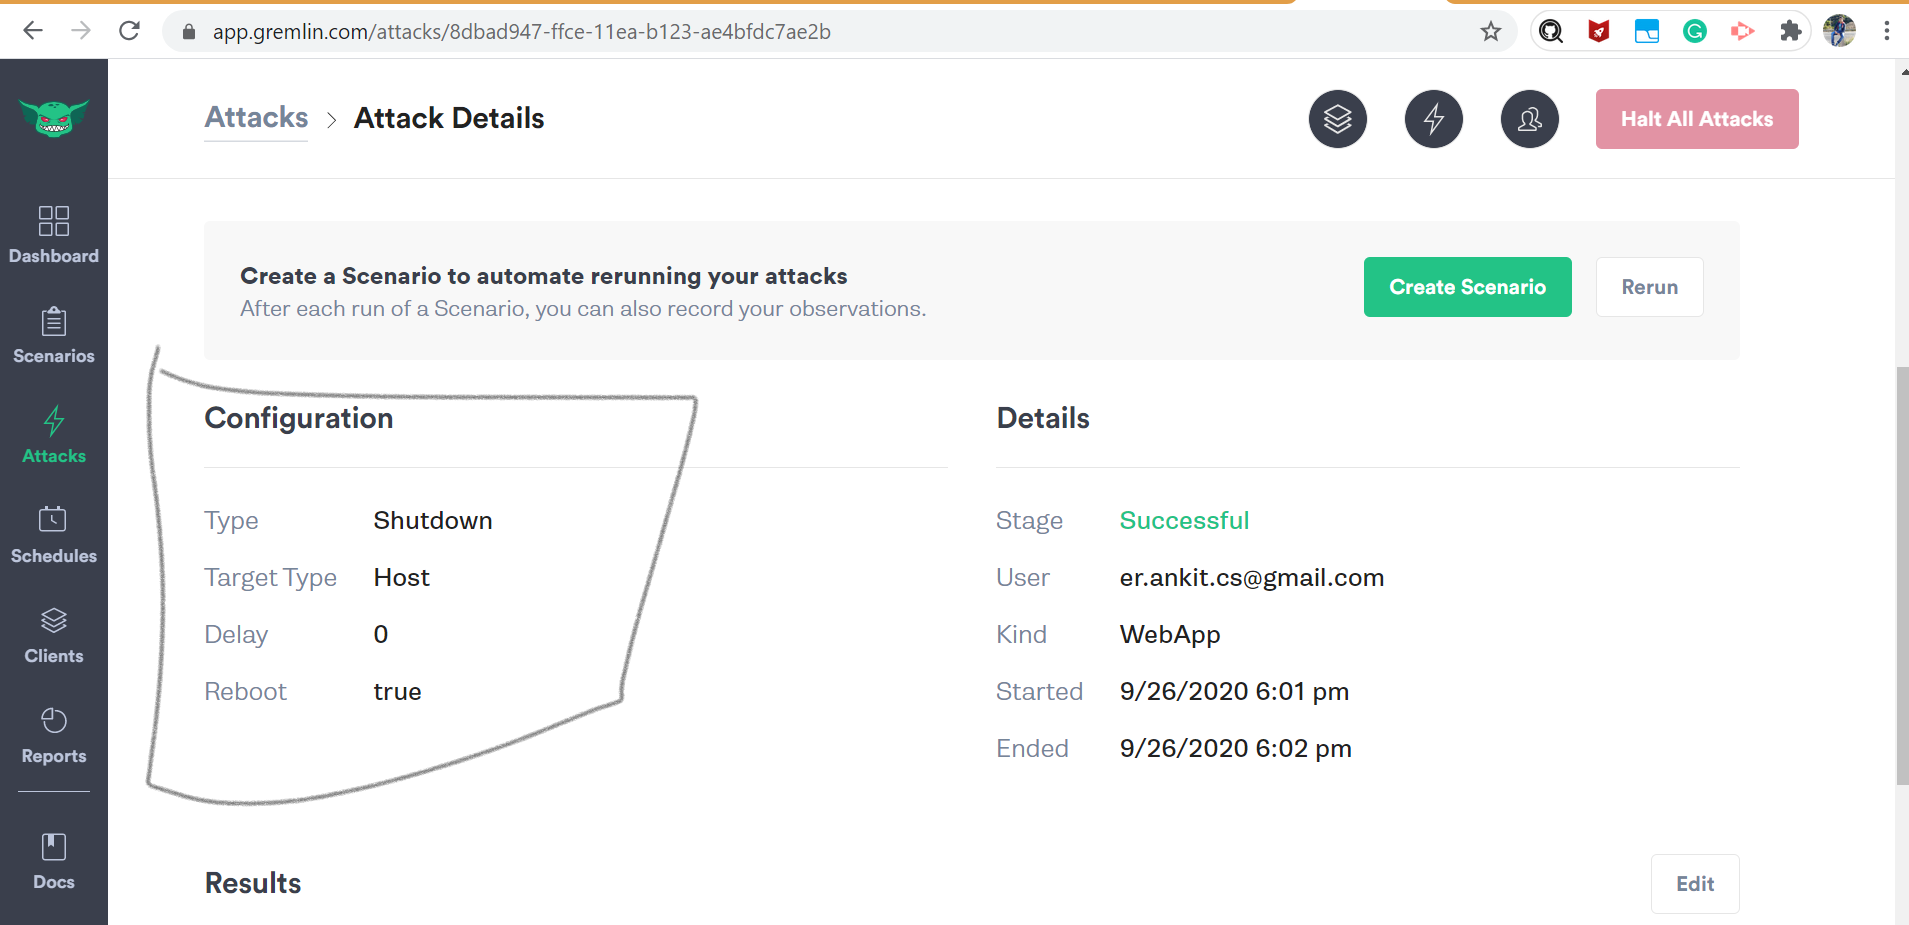 app.gremlin.com/attacks/8dbad947-ffce-11ea-b123-ae4bfdc7ae2b
Attacks > Attack Details
Halt All Attacks
Dashboard
Scenarios
Attacks
Schedules
Clients
Reports
Docs
Create a Scenario to automate rerunning your attacks
After each run of a Scenario, you can also record your observations.
Create Scenario
Rerun
Configuration
Type Shutdown
Target Type Host
Delay 0
Reboot true
Details
Stage Successful
User er.ankit.cs@gmail.com
Kind WebApp
Started 9/26/2020 6:01 pm
Ended 9/26/2020 6:02 pm
Results
Edit